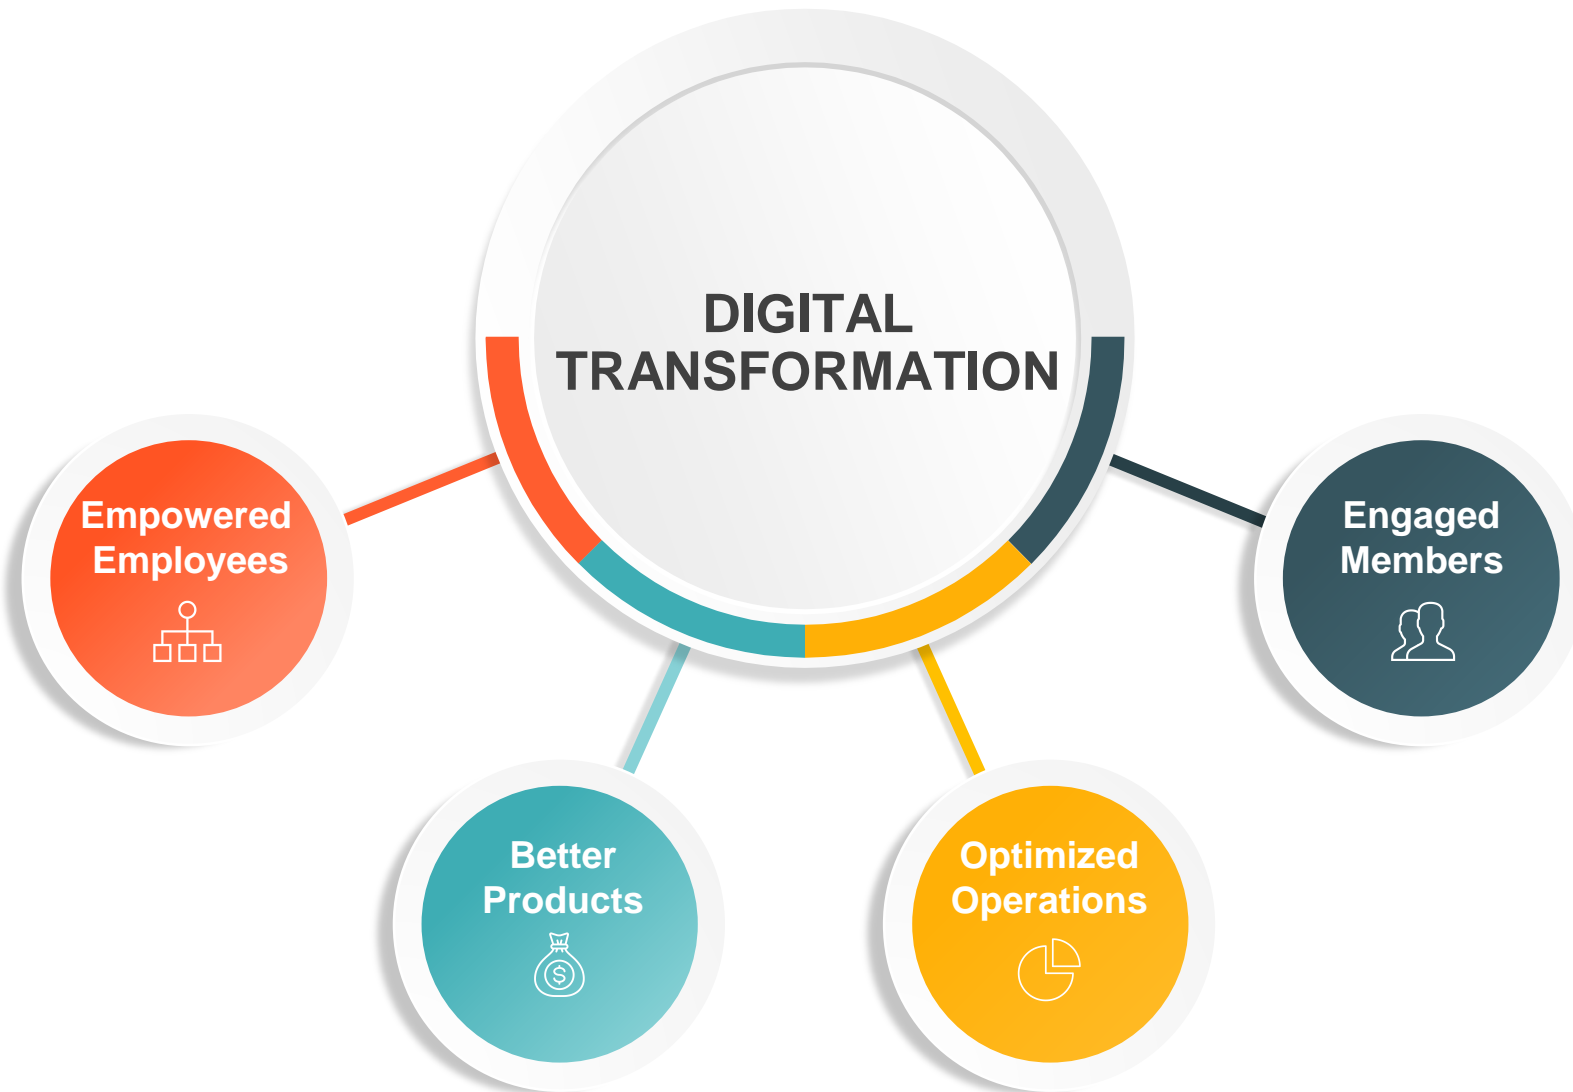 DIGITAL
TRANSFORMATION
Empowered
Employees
Better
Products
$
Optimized
Operations
Engaged
Members